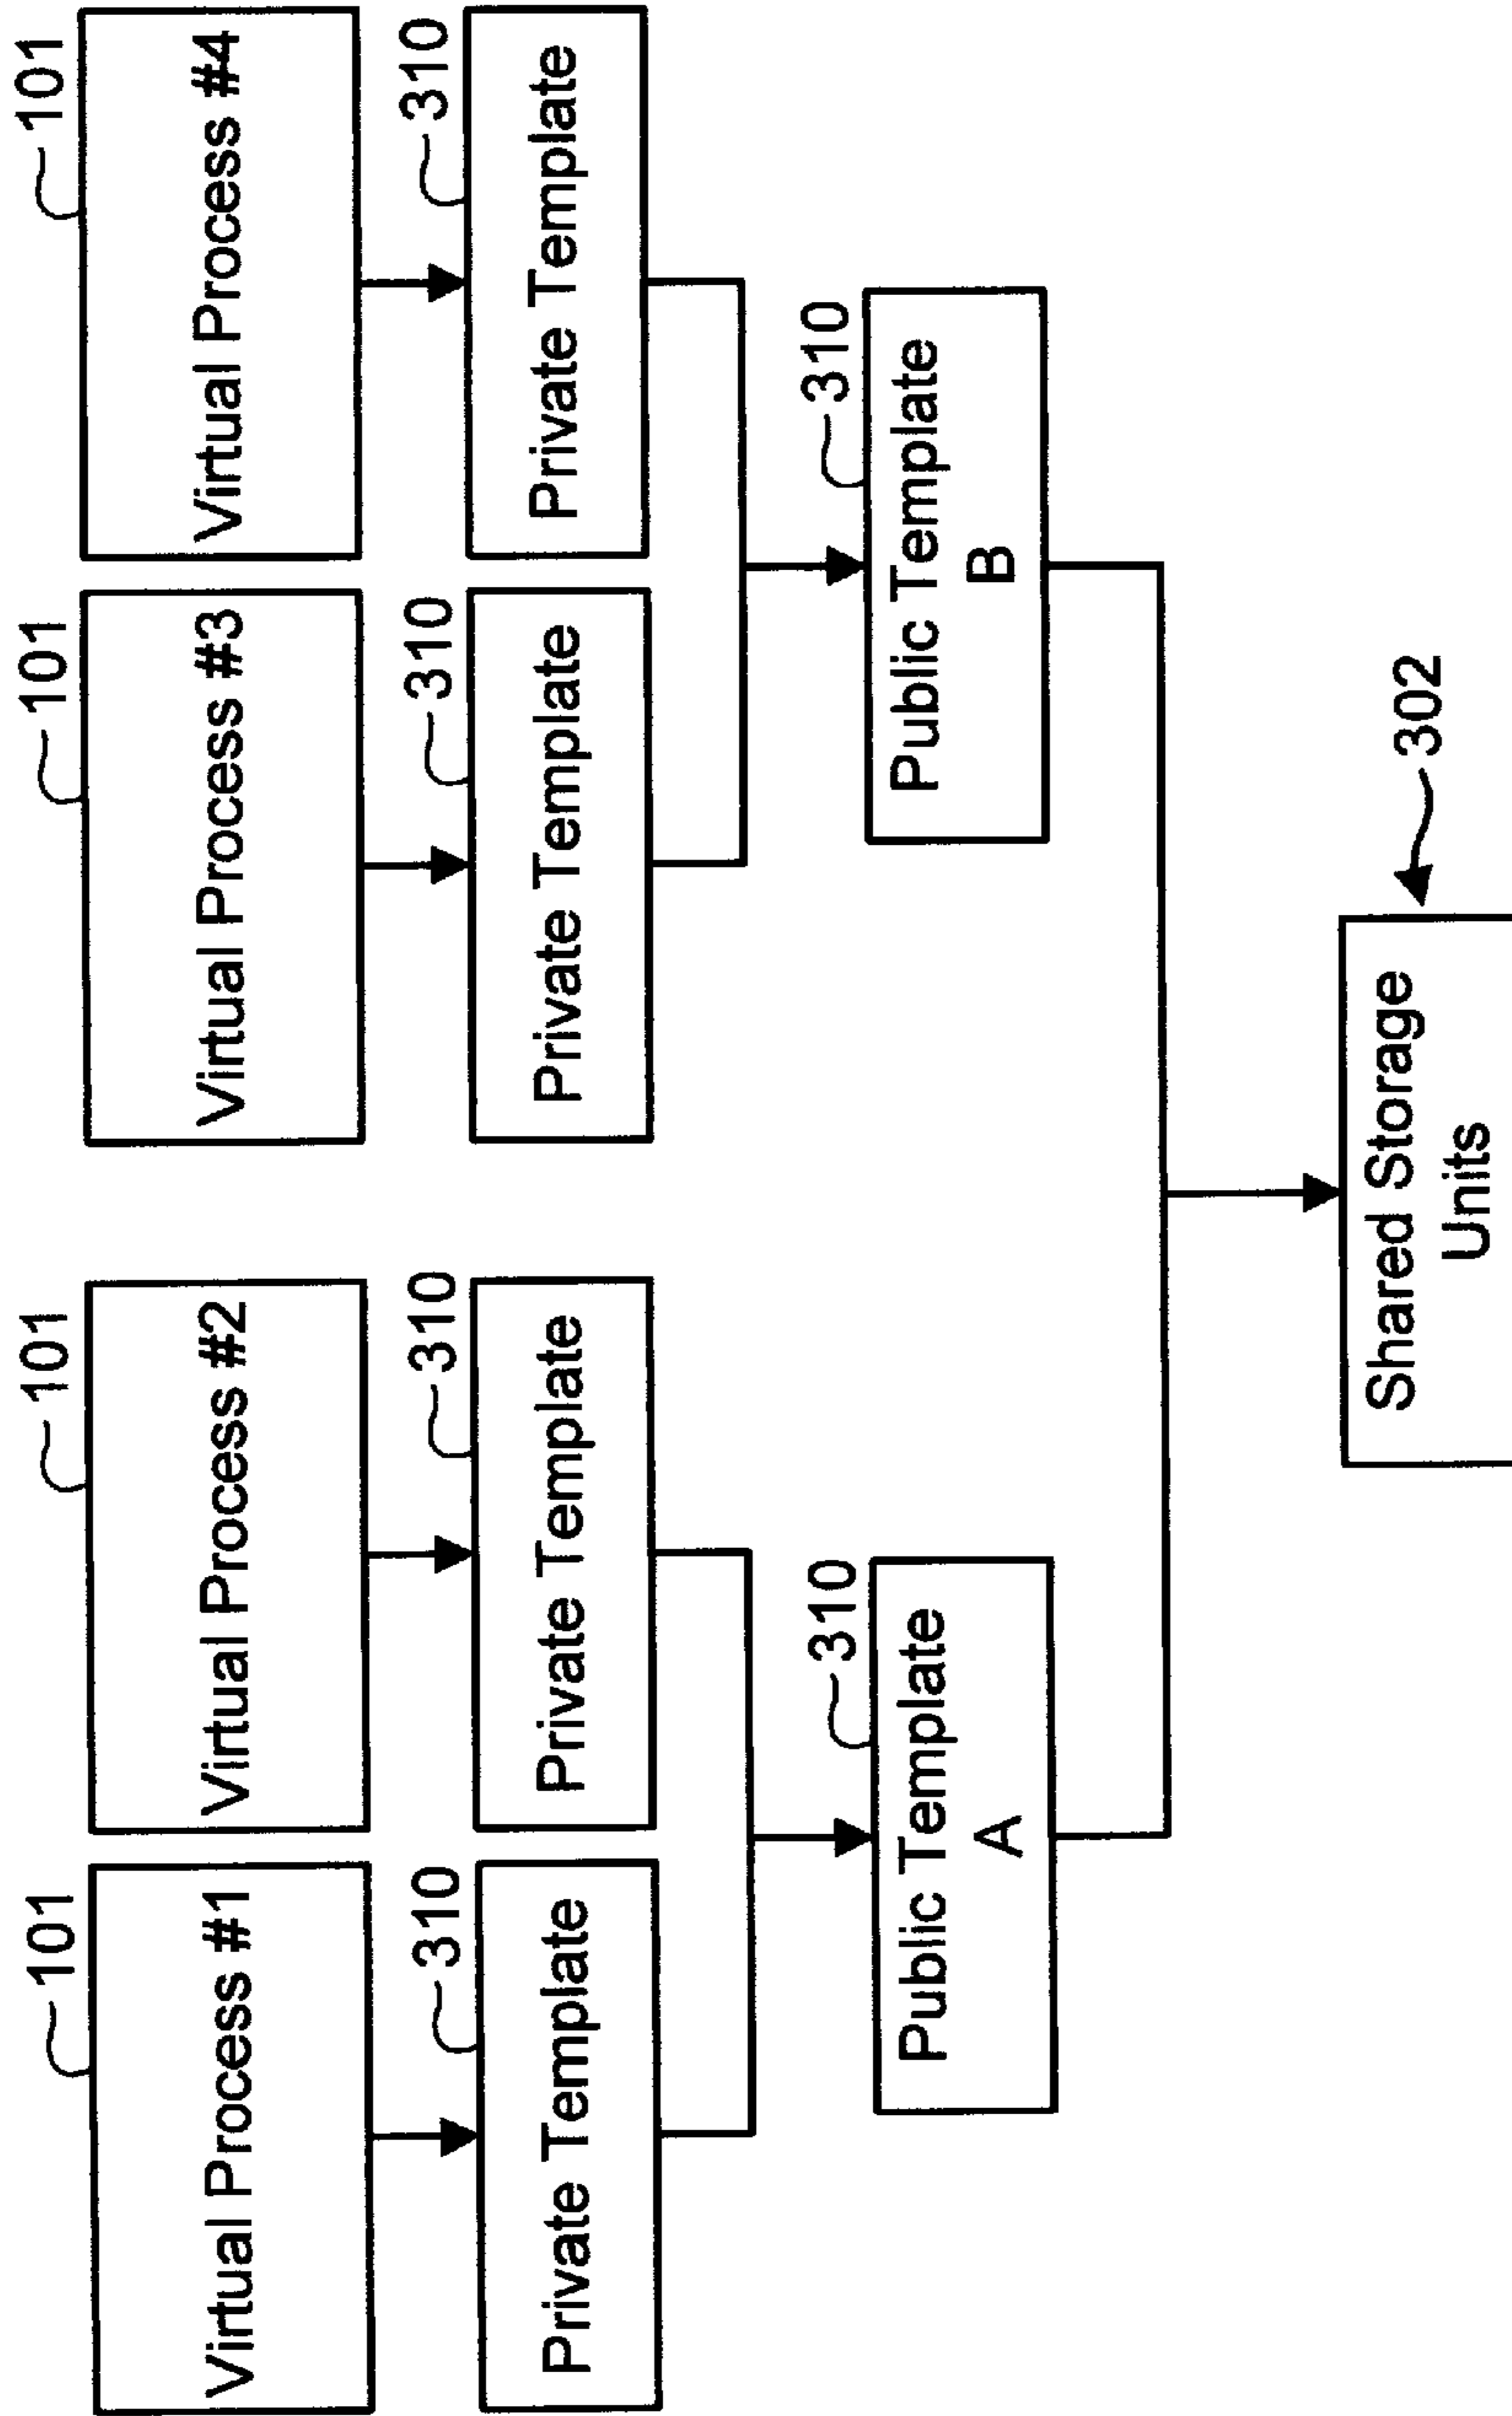 101
101
101
101
Virtual Process #1
Virtual Process #2
Virtual Process #3
Virtual Process #4
310
310
310
310
Private Template
Private Template
Private Template
Private Template
310
310
Public Template
A
Public Template
B
302
Shared Storage
Units